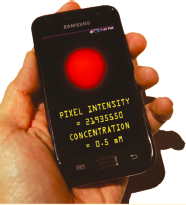 SAMSUNG
PIXEL INTENSITY
= 21935550
CONCENTRATION
= 0.5 mM